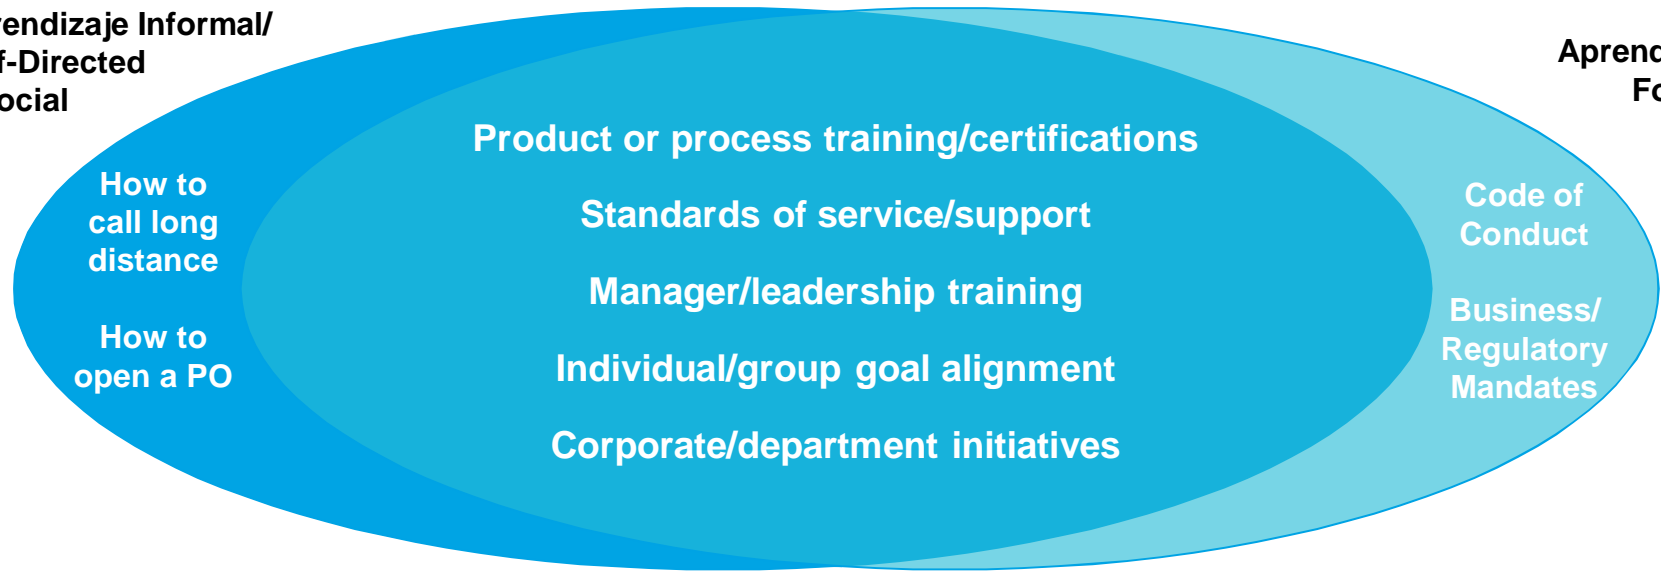 rendizaje Informal/
f-Directed
ocial
Aprend
Fo
Product or process training/certifications
Standards of service/support
Manager/leadership training
Individual/group goal alignment
Corporate/department initiatives
How to
call long
distance
How to
open a PO
Code of
Conduct
Business/
Regulatory
Mandates